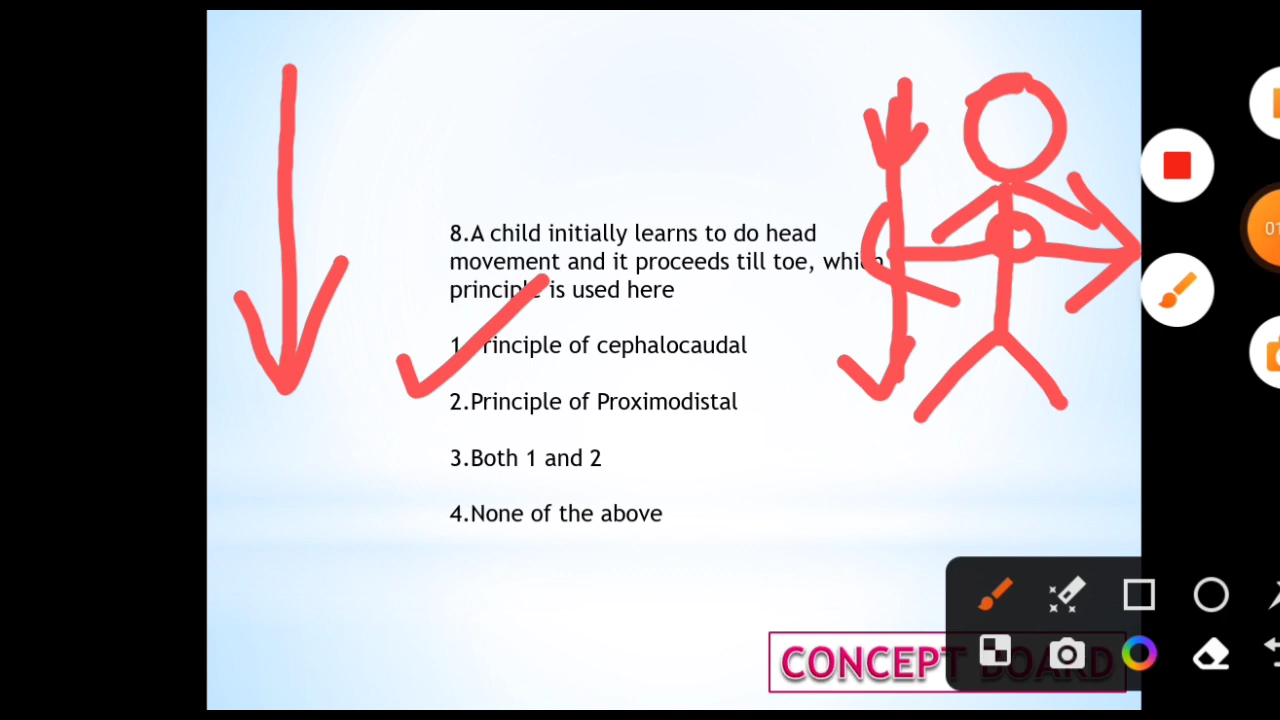 8.A child initially learns to do head
movement and it proceeds till toe, which
principle is used here
1.Principle of cephalocaudal
2.Principle of Proximodistal
3.Both 1 and 2
4.None of the above
CONCEPT BOARD